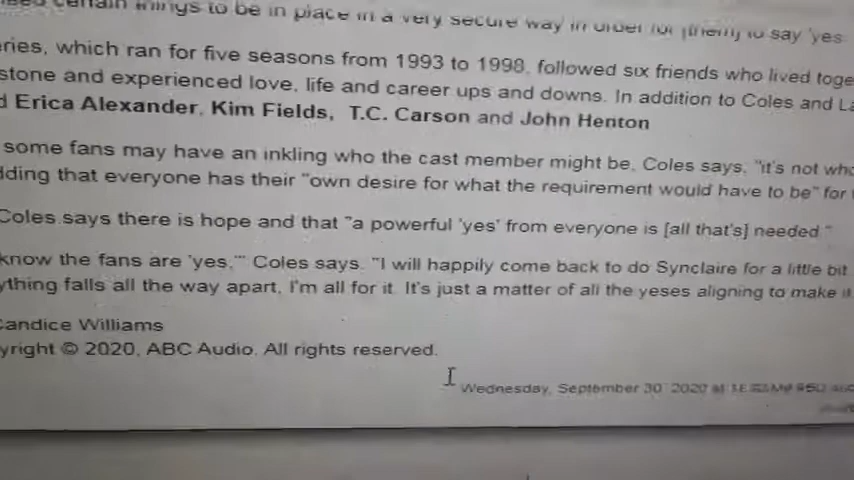 certain things to be in place in a very secure way in order for [them] to say 'yes
eries, which ran for five seasons from 1993 to 1998, followed six friends who lived toge
stone and experienced love, life and career ups and downs. In addition to Coles and La
d Erica Alexander, Kim Fields, T.C. Carson and John Henton
some fans may have an inkling who the cast member might be, Coles says, "it's not who
dding that everyone has their "own desire for what the requirement would have to be" for
Coles says there is hope and that "a powerful 'yes' from everyone is [all that's] needed."
know the fans are 'yes,'" Coles says. "I will happily come back to do Synclaire for a little bit
ything falls all the way apart, I'm all for it. It's just a matter of all the yeses aligning to make it
Candice Williams
yright © 2020, ABC Audio. All rights reserved.
Wednesday, September 30, 2020 at